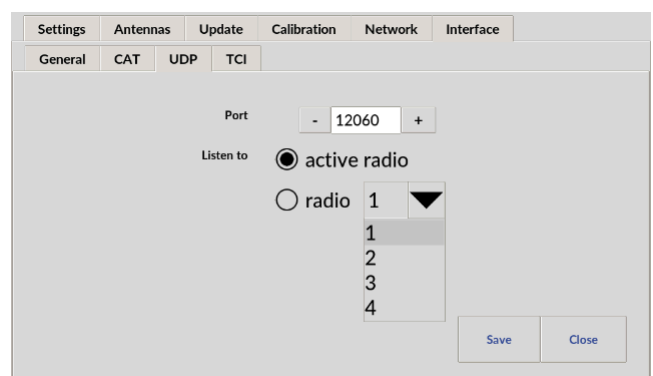 Settings Antennas Update Calibration Network Interface
General CAT UDP TCI
Port - 12060 +
Listen to active radio
radio 1
1
2
3
4
Save Close